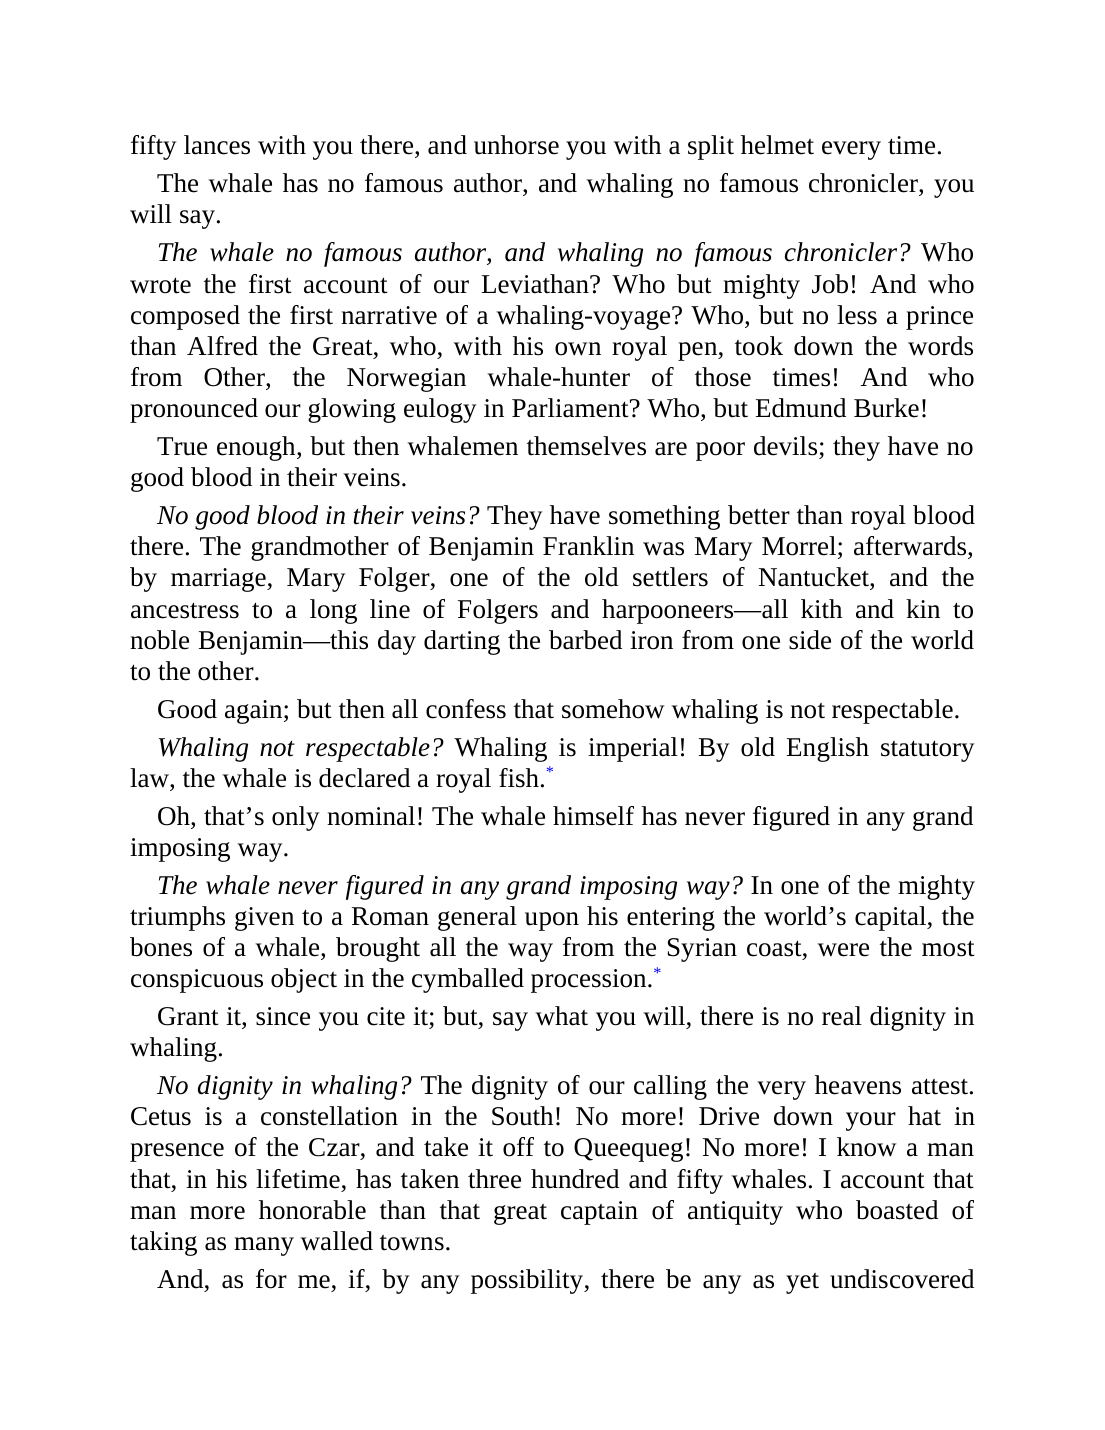 fifty lances with you there, and unhorse you with a split helmet every time.
The whale has no famous author, and whaling no famous chronicler, you
will say.
The whale no famous author, and whaling no famous chronicler? Who
wrote the first account of our Leviathan? Who but mighty Job! And who
composed the first narrative of a whaling-voyage? Who, but no less a prince
than Alfred the Great, who, with his own royal pen, took down the words
from Other, the Norwegian whale-hunter of those times! And who
pronounced our glowing eulogy in Parliament? Who, but Edmund Burke!
True enough, but then whalemen themselves are poor devils; they have no
good blood in their veins.
No good blood in their veins? They have something better than royal blood
there. The grandmother of Benjamin Franklin was Mary Morrel; afterwards,
by marriage, Mary Folger, one of the old settlers of Nantucket, and the
ancestress to a long line of Folgers and harpooneers—all kith and kin to
noble Benjamin—this day darting the barbed iron from one side of the world
to the other.
Good again; but then all confess that somehow whaling is not respectable.
Whaling not respectable? Whaling is imperial! By old English statutory
law, the whale is declared a royal fish.*
Oh, that’s only nominal! The whale himself has never figured in any grand
imposing way.
The whale never figured in any grand imposing way? In one of the mighty
triumphs given to a Roman general upon his entering the world’s capital, the
bones of a whale, brought all the way from the Syrian coast, were the most
conspicuous object in the cymballed procession.*
Grant it, since you cite it; but, say what you will, there is no real dignity in
whaling.
No dignity in whaling? The dignity of our calling the very heavens attest.
Cetus is a constellation in the South! No more! Drive down your hat in
presence of the Czar, and take it off to Queequeg! No more! I know a man
that, in his lifetime, has taken three hundred and fifty whales. I account that
man more honorable than that great captain of antiquity who boasted of
taking as many walled towns.
And, as for me, if, by any possibility, there be any as yet undiscovered